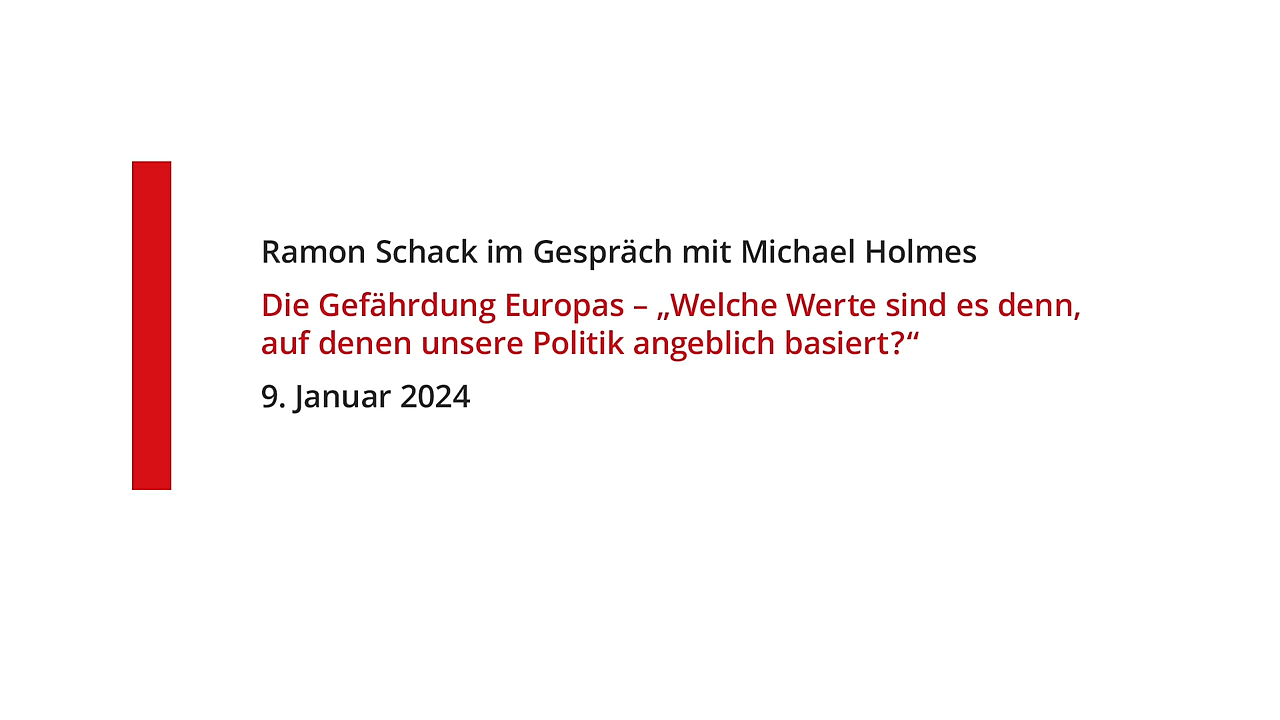 Ramon Schack im Gespräch mit Michael Holmes
Die Gefährdung Europas – „Welche Werte sind es denn,
auf denen unsere Politik angeblich basiert?“
9. Januar 2024